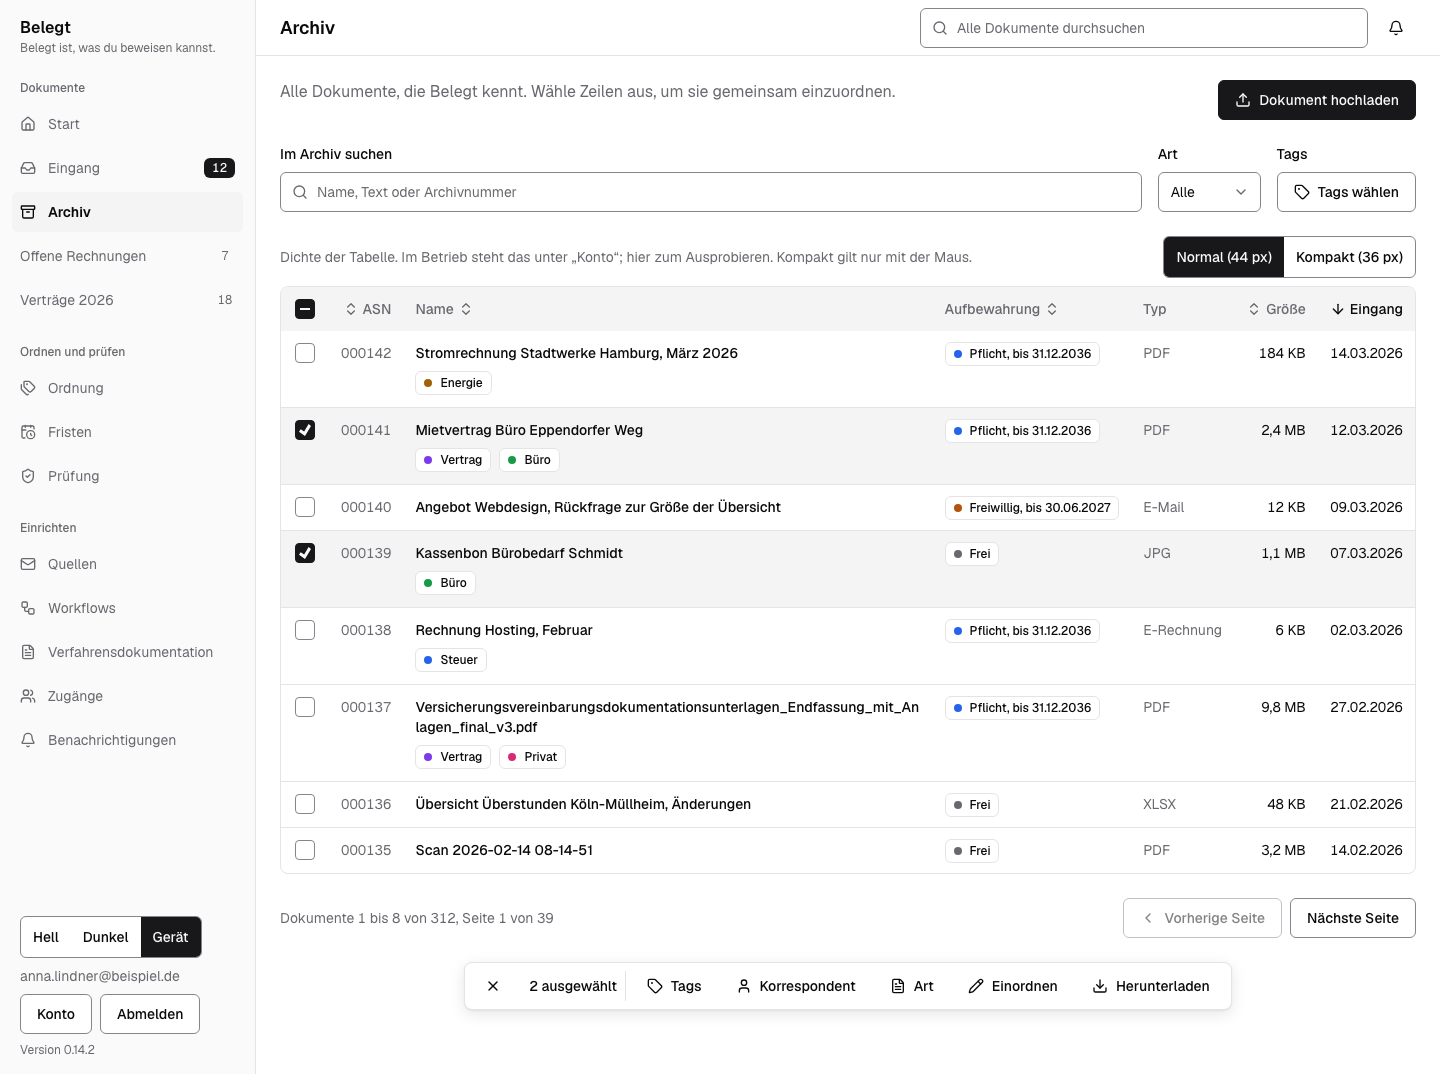 Belegt
Belegt ist, was du beweisen kannst.
Dokumente
Start
Eingang 12
Archiv
Offene Rechnungen 7
Verträge 2026 18
Ordnen und prüfen
Ordnung
Fristen
Prüfung
Einrichten
Quellen
Workflows
Verfahrensdokumentation
Zugänge
Benachrichtigungen
Hell Dunkel Gerät
anna.lindner@beispiel.de
Konto Abmelden
Version 0.14.2
Archiv
Alle Dokumente durchsuchen
Alle Dokumente, die Belegt kennt. Wähle Zeilen aus, um sie gemeinsam einzuordnen.
Dokument hochladen
Im Archiv suchen Art Tags
Name, Text oder Archivnummer Alle Tags wählen
Dichte der Tabelle. Im Betrieb steht das unter „Konto“; hier zum Ausprobieren. Kompakt gilt nur mit der Maus.
Normal (44 px) Kompakt (36 px)
ASN Name Aufbewahrung Typ Größe Eingang
000142 Stromrechnung Stadtwerke Hamburg, März 2026 Pflicht, bis 31.12.2036 PDF 184 KB 14.03.2026
Energie
000141 Mietvertrag Büro Eppendorfer Weg Pflicht, bis 31.12.2036 PDF 2,4 MB 12.03.2026
Vertrag Büro
000140 Angebot Webdesign, Rückfrage zur Größe der Übersicht Freiwillig, bis 30.06.2027 E-Mail 12 KB 09.03.2026
000139 Kassenbon Bürobedarf Schmidt Frei JPG 1,1 MB 07.03.2026
Büro
000138 Rechnung Hosting, Februar Pflicht, bis 31.12.2036 E-Rechnung 6 KB 02.03.2026
Steuer
000137 Versicherungsvereinbarungsdokumentationsunterlagen_Endfassung_mit_An Pflicht, bis 31.12.2036 PDF 9,8 MB 27.02.2026
lagen_final_v3.pdf
Vertrag Privat
000136 Übersicht Überstunden Köln-Müllheim, Änderungen Frei XLSX 48 KB 21.02.2026
000135 Scan 2026-02-14 08-14-51 Frei PDF 3,2 MB 14.02.2026
Dokumente 1 bis 8 von 312, Seite 1 von 39
Vorherige Seite Nächste Seite
2 ausgewählt Tags Korrespondent Art Einordnen Herunterladen